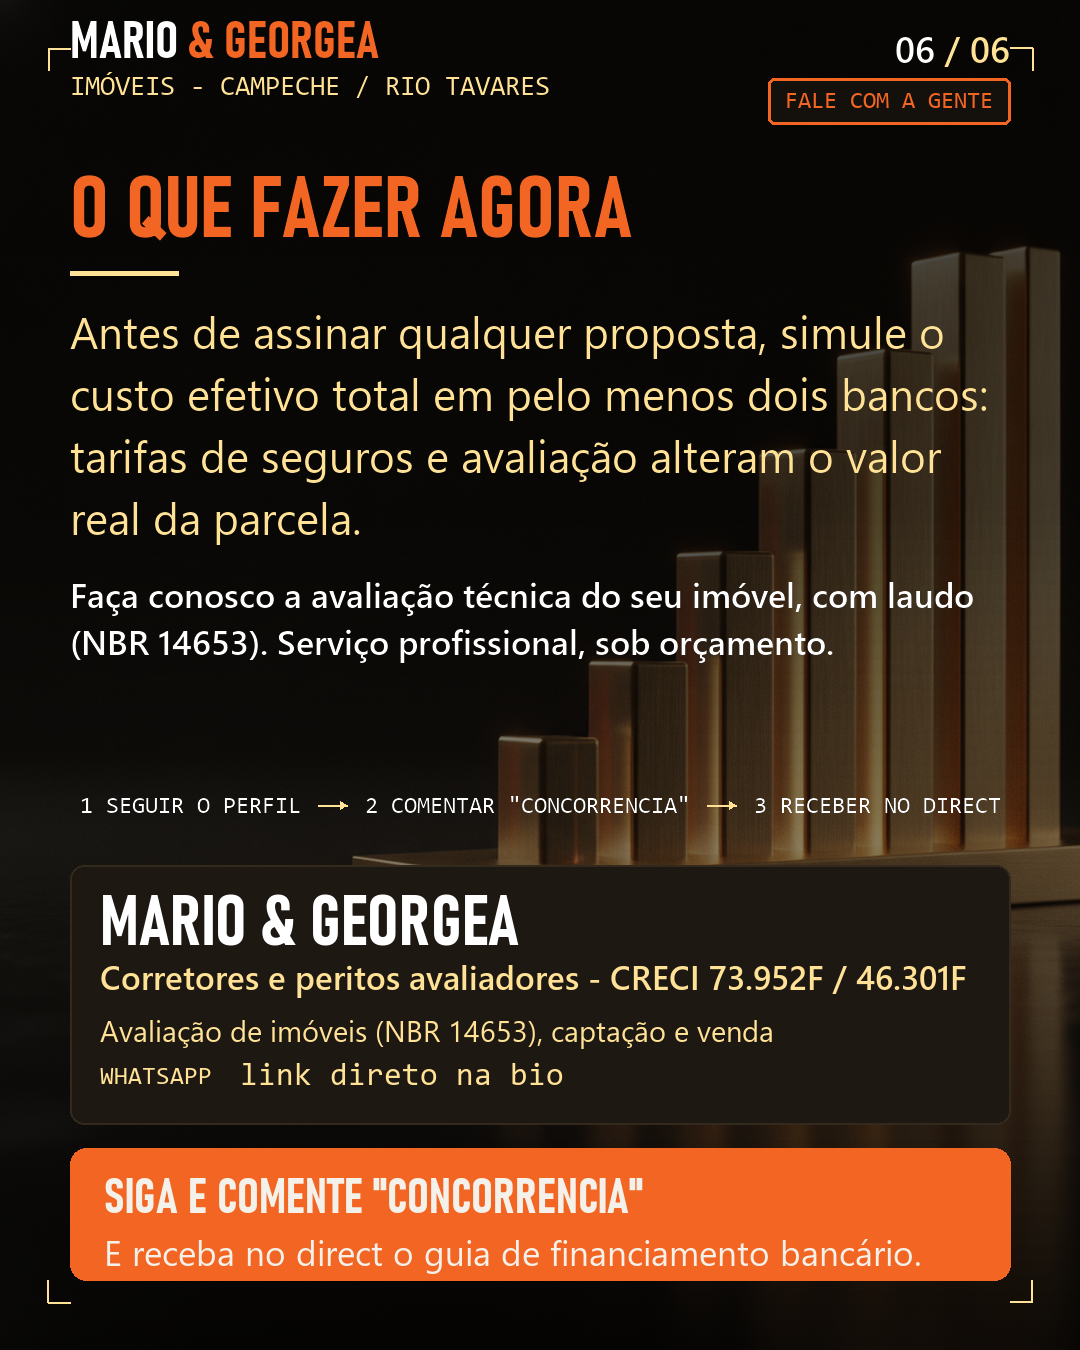 MARIO & GEORGEA
IMÓVEIS - CAMPECHE / RIO TAVARES
06 / 06
FALE COM A GENTE
O QUE FAZER AGORA
Antes de assinar qualquer proposta, simule o
custo efetivo total em pelo menos dois bancos:
tarifas de seguros e avaliação alteram o valor
real da parcela.
Faça conosco a avaliação técnica do seu imóvel, com laudo
(NBR 14653). Serviço profissional, sob orçamento.
1 SEGUIR O PERFIL → 2 COMENTAR "CONCORRENCIA" → 3 RECEBER NO DIRECT
MARIO & GEORGEA
Corretores e peritos avaliadores - CRECI 73.952F / 46.301F
Avaliação de imóveis (NBR 14653), captação e venda
WHATSAPP link direto na bio
SIGA E COMENTE "CONCORRENCIA"
E receba no direct o guia de financiamento bancário.